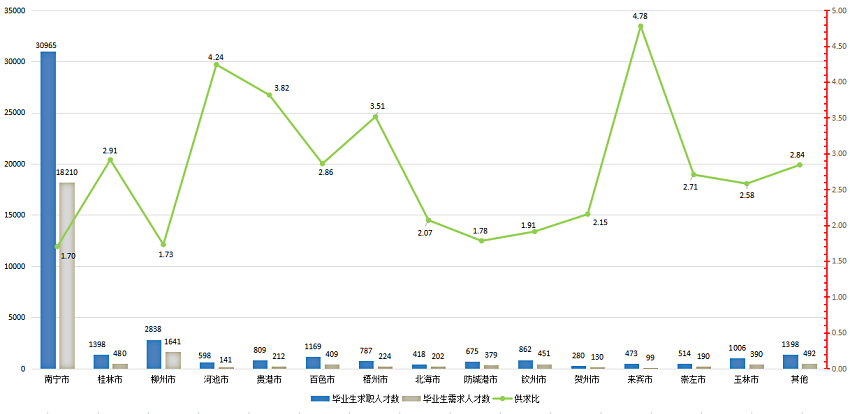 35000 5.00
30965 4.78
30000 4.50
4.24 4.00
3.82
25000 3.51 3.50
2.91 3.00
20000 2.86 2.84
18210 2.71 2.58 2.50
15000 2.07 2.15 2.00
1.70 1.73 1.78 1.91
10000 1.50
5000 1.00
2838 1641 0.50
1398 480 598 141 809 212 1169 409 787 224 418 202 675 379 862 451 280 130 473 99 514 190 1006 390 1398 492
0 0.00
南宁市 桂林市 柳州市 河池市 贵港市 百色市 梧州市 北海市 防城港市 钦州市 贺州市 来宾市 崇左市 玉林市 其他
毕业生求职人才数 毕业生需求人才数 供求比